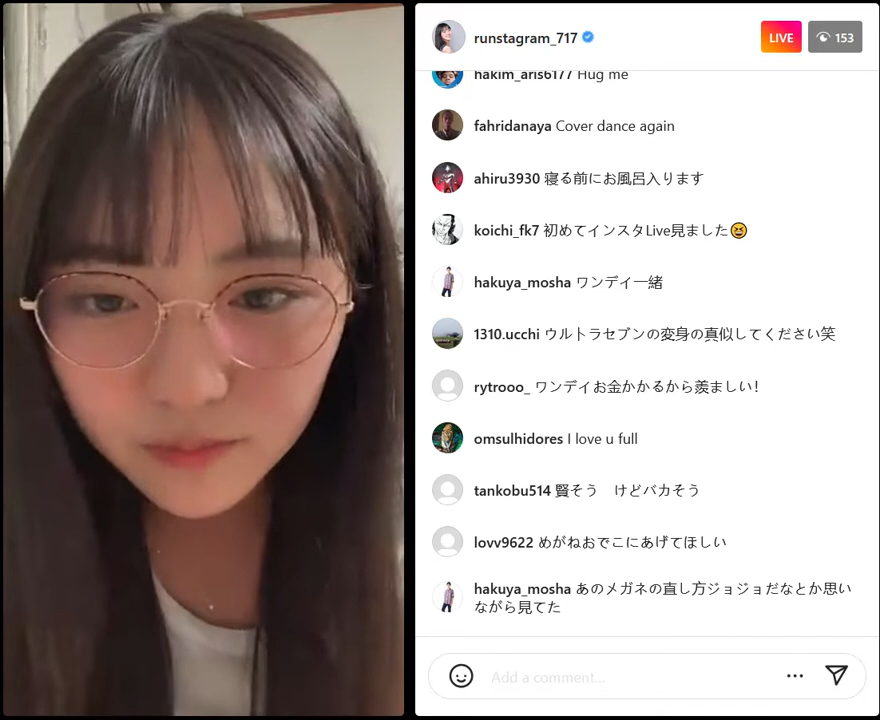 runstagram_717
LIVE
153
hakim_aris6177 Hug me
fahridanaya Cover dance again
ahiru3930 寝る前にお風呂入ります
koichi_fk7 初めてインスタLive見ました😆
hakuya_mosha ワンデイ一緒
1310.ucchi ウルトラセブンの変身の真似してください笑
rytrooo_ ワンデイお金かかるから羨ましい!
omsulhidores I love u full
tankobu514 賢そう　けどバカそう
lovv9622 めがねおでこにあげてほしい
hakuya_mosha あのメガネの直し方ジョジョだなとか思い
ながら見てた
Add a comment...